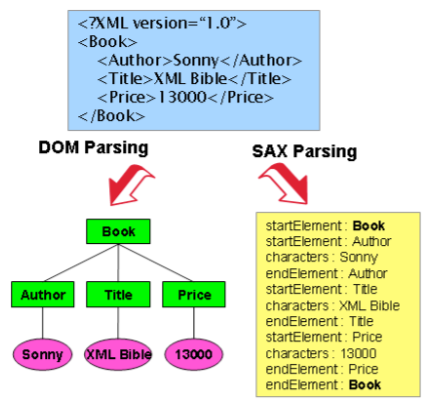 <?XML version=“1.0”>
<Book>
<Author>Sonny</Author>
<Title>XML Bible</Title>
<Price>13000</Price>
</Book>
DOM Parsing
SAX Parsing
Book
Author
Title
Price
Sonny
XML Bible
13000
startElement : Book
startElement : Author
characters : Sonny
endElement : Author
startElement : Title
characters : XML Bible
endElement : Title
startElement : Price
characters : 13000
endElement : Price
endElement : Book